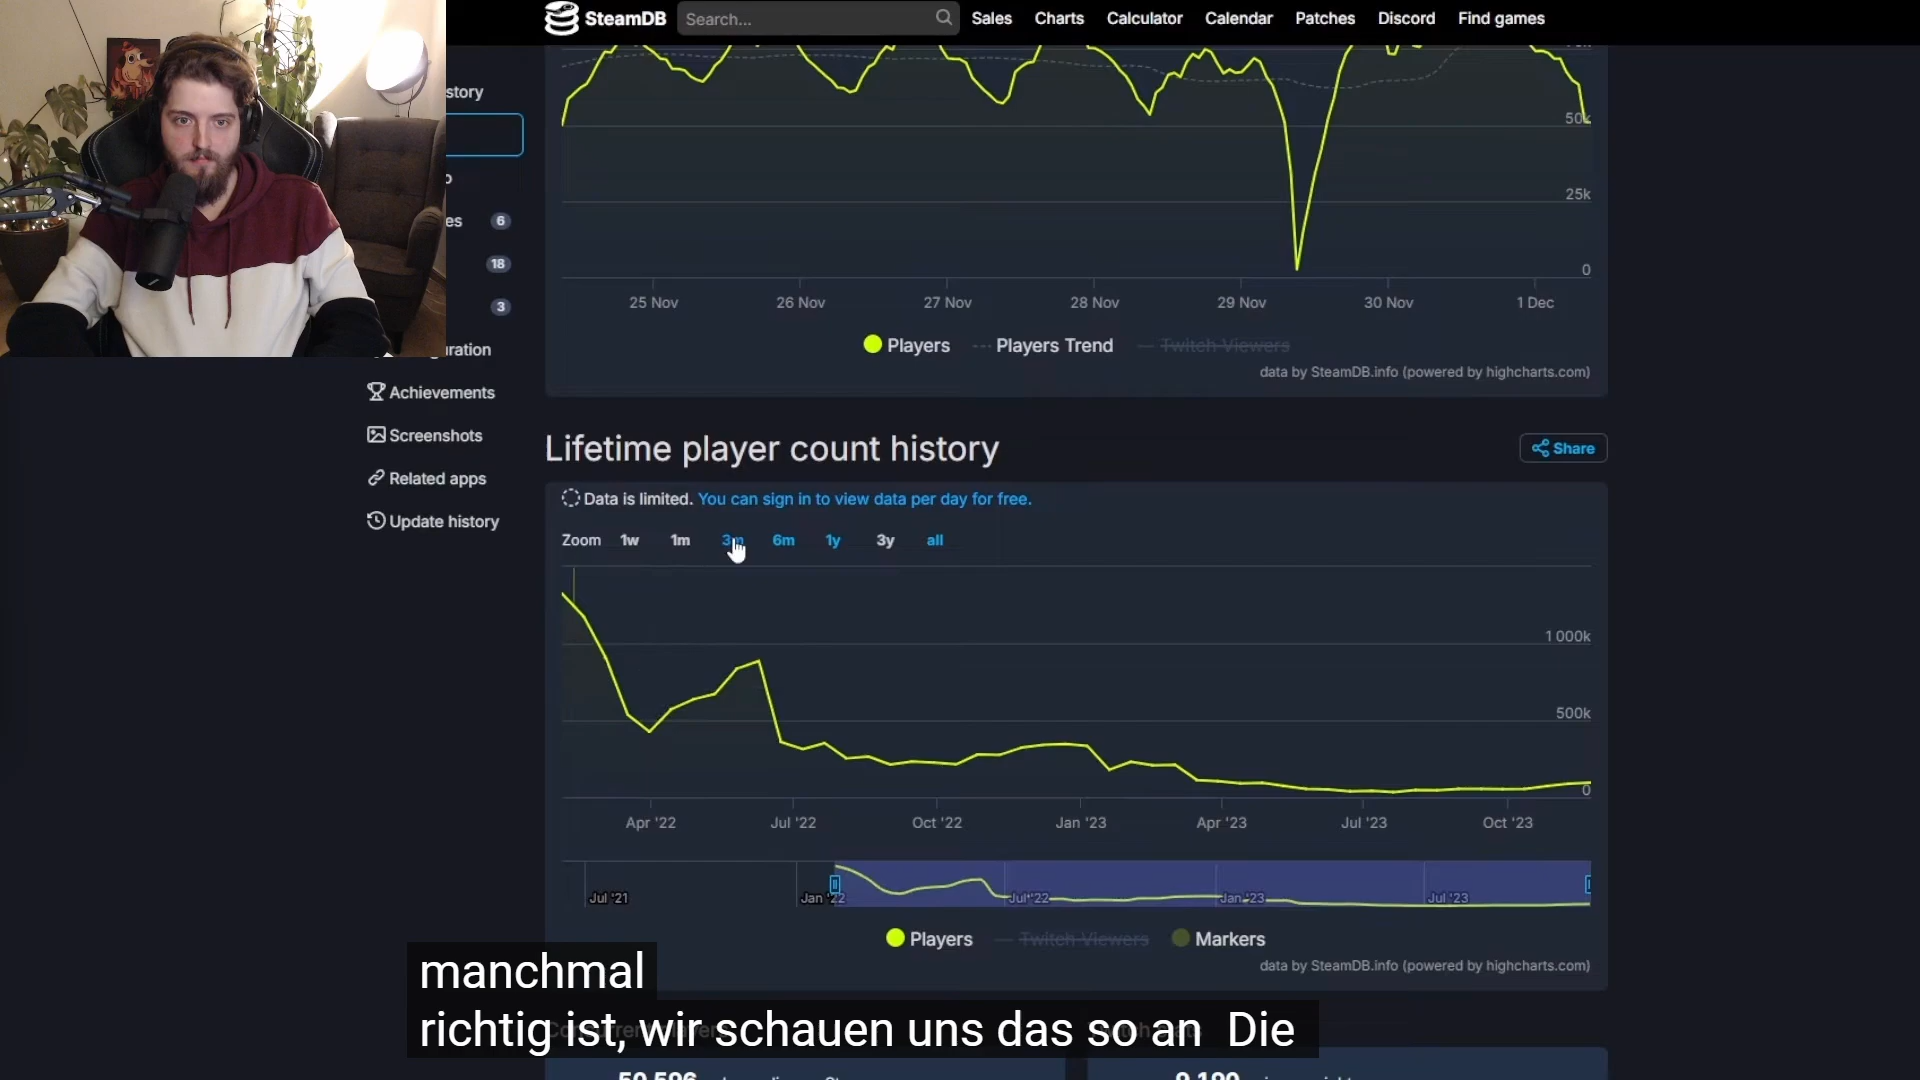 SteamDB
Search...
Sales
Charts
Calculator
Calendar
Patches
Discord
Find games
story
es
6
18
3
uration
Achievements
Screenshots
Related apps
Update history
50k
25k
0
25 Nov
26 Nov
27 Nov
28 Nov
29 Nov
30 Nov
1 Dec
Players
Players Trend
Twitch Viewers
data by SteamDB.info (powered by highcharts.com)
Lifetime player count history
Share
Data is limited. You can sign in to view data per day for free.
Zoom 1w 1m 3m 6m 1y 3y all
1 000k
500k
0
Apr '22
Jul '22
Oct '22
Jan '23
Apr '23
Jul '23
Oct '23
Jul '21
Jan '22
Jul '22
Jan '23
Jul '23
Players
Twitch Viewers
Markers
data by SteamDB.info (powered by highcharts.com)
manchmal
richtig ist, wir schauen uns das so an Die